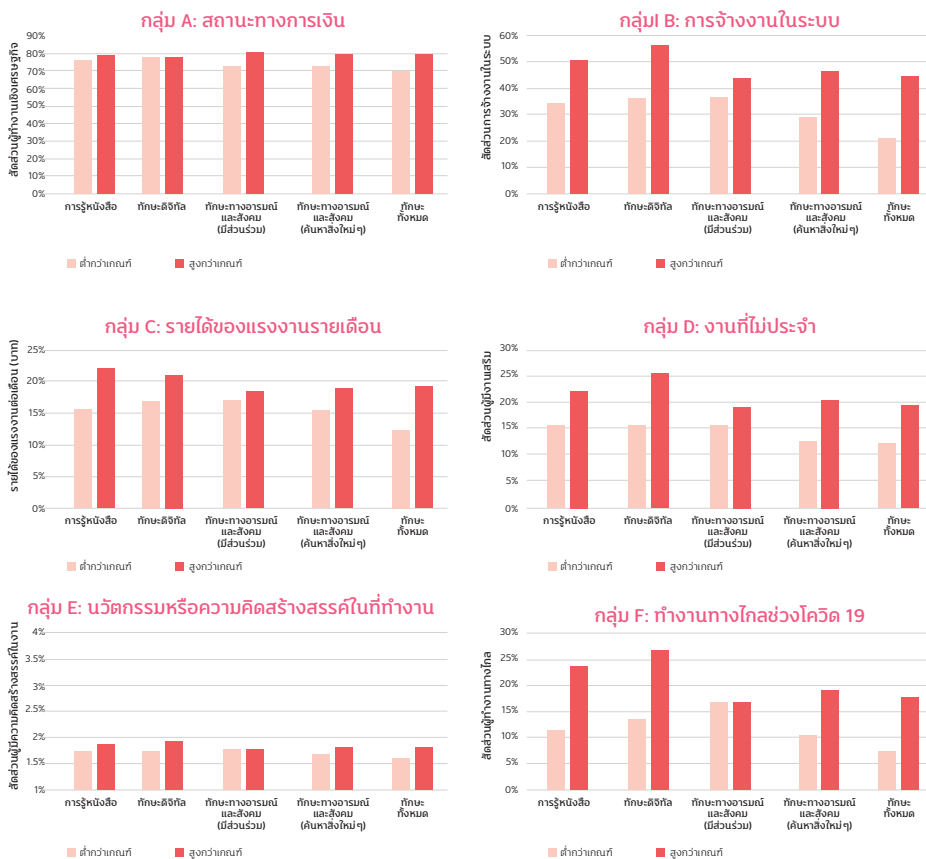 กลุ่ม A: สถานะทางการเงิน
สัดส่วนผู้ทำงานเชิงเศรษฐกิจ
90%
80%
70%
60%
50%
40%
30%
20%
10%
0%
การรู้หนังสือ
ทักษะดิจิทัล
ทักษะทางอารมณ์
และสังคม
(มีส่วนร่วม)
ทักษะทางอารมณ์
และสังคม
(ค้นหาสิ่งใหม่ๆ)
ทักษะ
ทั้งหมด
ต่ำกว่าเกณฑ์
สูงกว่าเกณฑ์
กลุ่มl B: การจ้างงานในระบบ
สัดส่วนการจ้างงานในระบบ
60%
50%
40%
30%
20%
10%
0%
การรู้หนังสือ
ทักษะดิจิทัล
ทักษะทางอารมณ์
และสังคม
(มีส่วนร่วม)
ทักษะทางอารมณ์
และสังคม
(ค้นหาสิ่งใหม่ๆ)
ทักษะ
ทั้งหมด
ต่ำกว่าเกณฑ์
สูงกว่าเกณฑ์
กลุ่ม C: รายได้ของแรงงานรายเดือน
รายได้ของแรงงานต่อเดือน (บาท)
25%
20%
15%
10%
5%
0%
การรู้หนังสือ
ทักษะดิจิทัล
ทักษะทางอารมณ์
และสังคม
(มีส่วนร่วม)
ทักษะทางอารมณ์
และสังคม
(ค้นหาสิ่งใหม่ๆ)
ทักษะ
ทั้งหมด
ต่ำกว่าเกณฑ์
สูงกว่าเกณฑ์
กลุ่ม D: งานที่ไม่ประจำ
สัดส่วนผู้มีงานเสริม
30%
25%
20%
15%
10%
5%
0%
การรู้หนังสือ
ทักษะดิจิทัล
ทักษะทางอารมณ์
และสังคม
(มีส่วนร่วม)
ทักษะทางอารมณ์
และสังคม
(ค้นหาสิ่งใหม่ๆ)
ทักษะ
ทั้งหมด
ต่ำกว่าเกณฑ์
สูงกว่าเกณฑ์
กลุ่ม E: นวัตกรรมหรือความคิดสร้างสรรค์ในที่ทำงาน
สัดส่วนผู้มีความคิดสร้างสรรค์ในงาน
4%
3.5%
3%
2.5%
2%
1.5%
1%
การรู้หนังสือ
ทักษะดิจิทัล
ทักษะทางอารมณ์
และสังคม
(มีส่วนร่วม)
ทักษะทางอารมณ์
และสังคม
(ค้นหาสิ่งใหม่ๆ)
ทักษะ
ทั้งหมด
ต่ำกว่าเกณฑ์
สูงกว่าเกณฑ์
กลุ่ม F: ทำงานทางไกลช่วงโควิด 19
สัดส่วนผู้ทำงานทางไกล
30%
25%
20%
15%
10%
5%
0%
การรู้หนังสือ
ทักษะดิจิทัล
ทักษะทางอารมณ์
และสังคม
(มีส่วนร่วม)
ทักษะทางอารมณ์
และสังคม
(ค้นหาสิ่งใหม่ๆ)
ทักษะ
ทั้งหมด
ต่ำกว่าเกณฑ์
สูงกว่าเกณฑ์